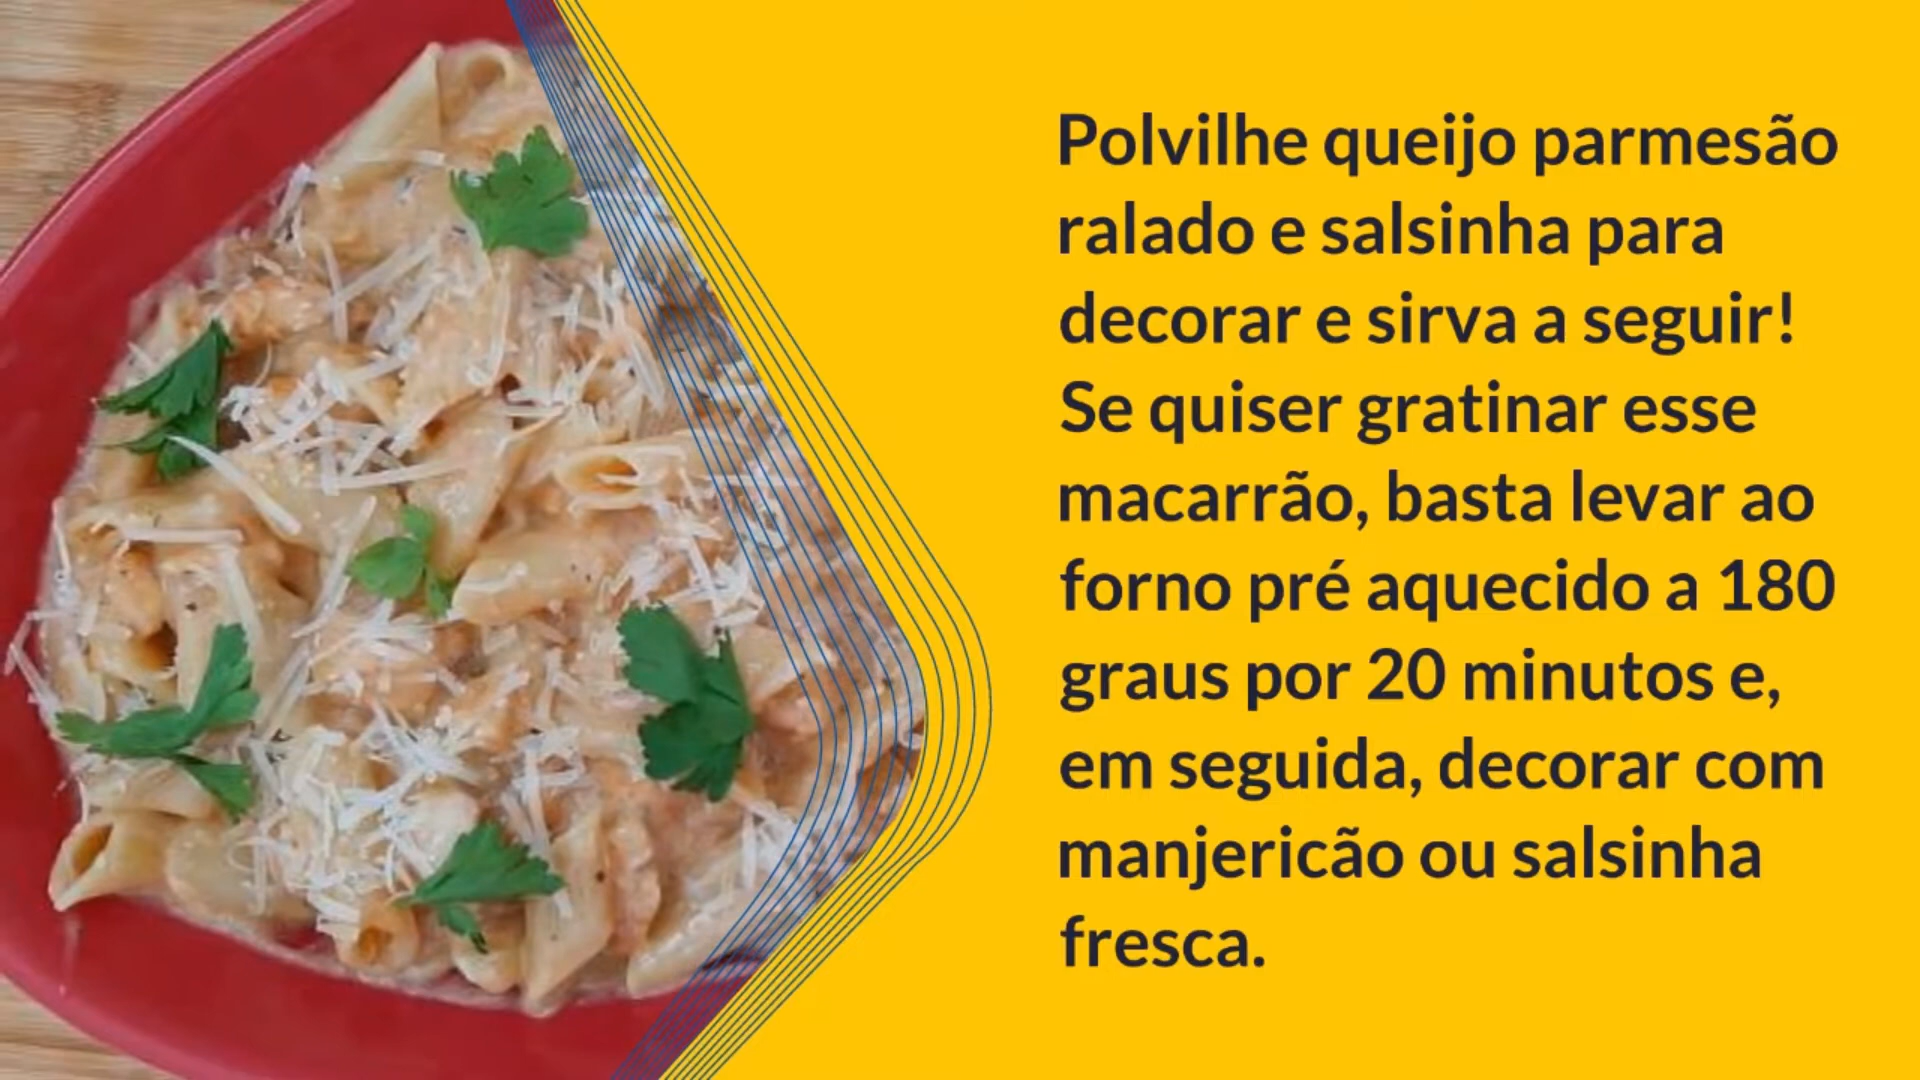 Polvilhe queijo parmesão
ralado e salsinha para
decorar e sirva a seguir!
Se quiser gratinar esse
macarrão, basta levar ao
forno pré aquecido a 180
graus por 20 minutos e,
em seguida, decorar com
manjericão ou salsinha
fresca.